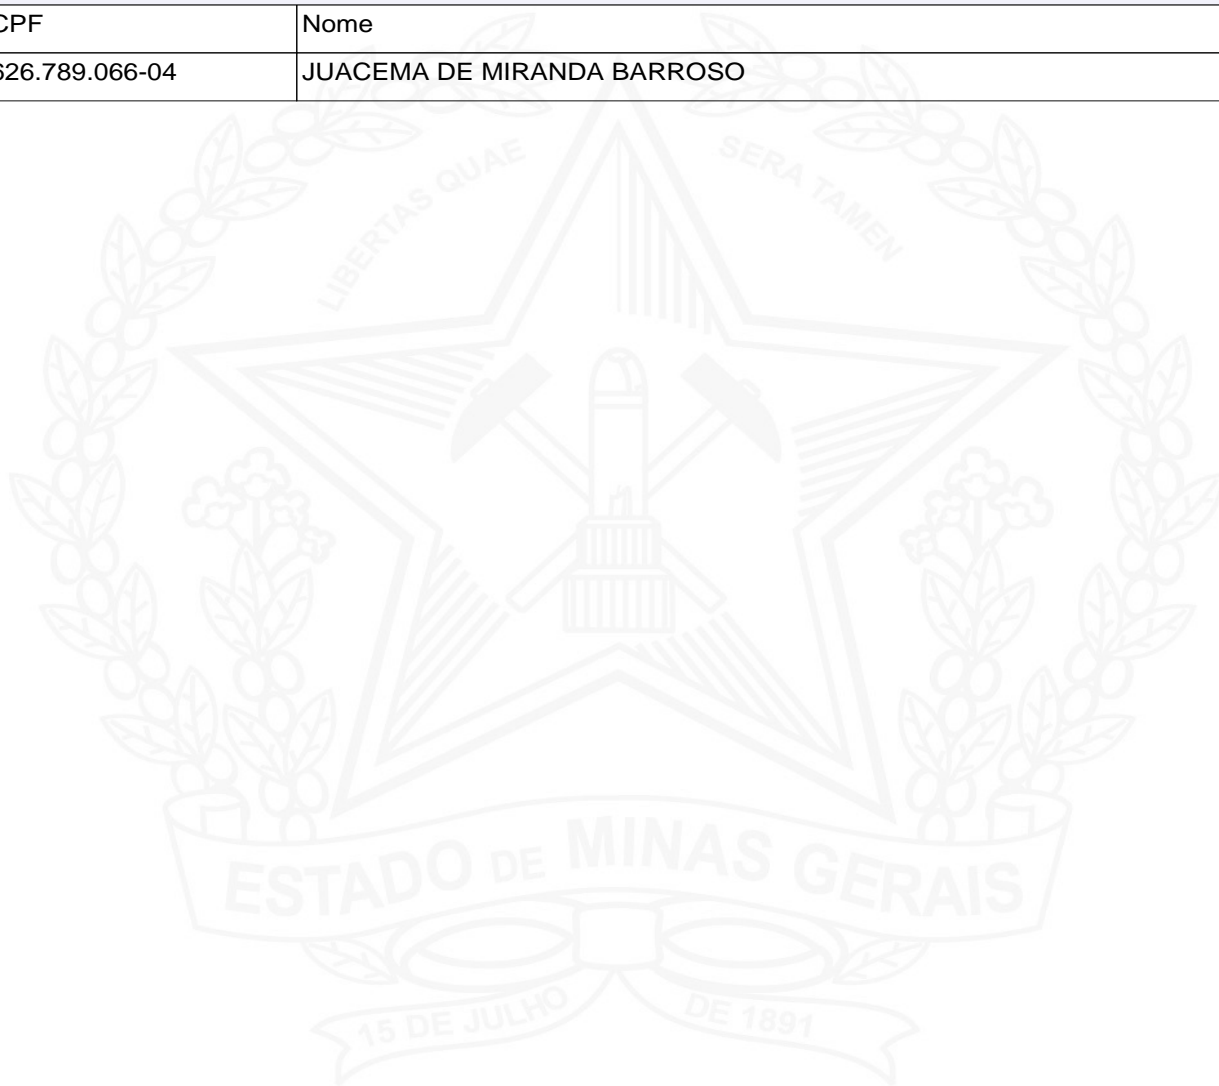 CPF Nome
626.789.066-04 JUACEMA DE MIRANDA BARROSO
LIBERTAS QUAE SERA TAMEN
ESTADO DE MINAS GERAIS
15 DE JULHO DE 1891